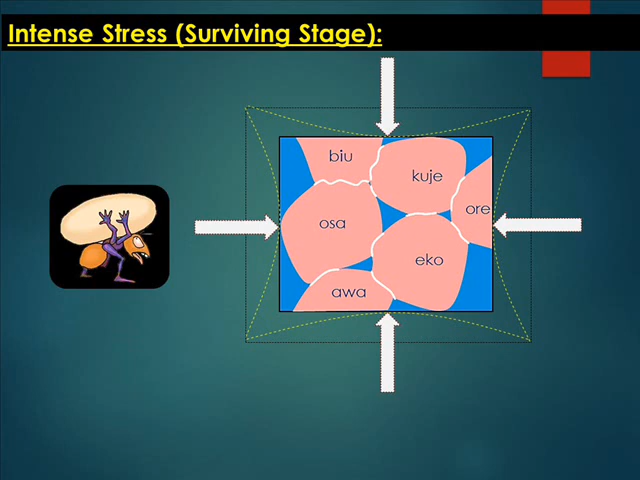 Intense Stress (Surviving Stage):
biu
kuje
ore
osa
eko
awa